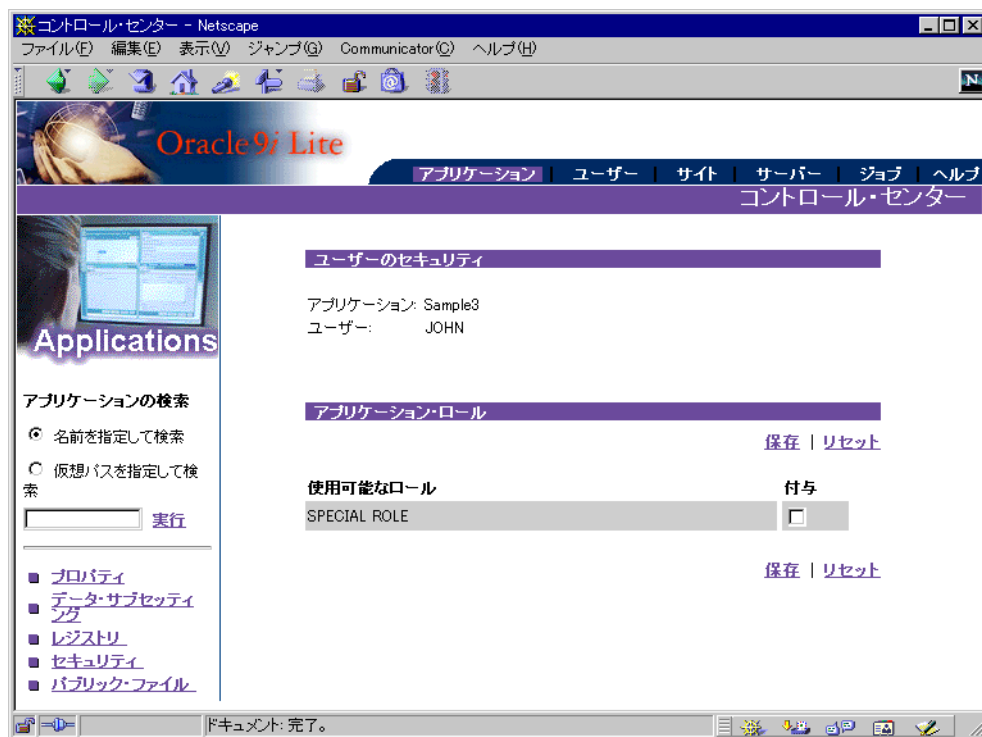 コントロール・センター - Netscape
ファイル(F) 編集(E) 表示(V) ジャンプ(G) Communicator(C) ヘルプ(H)
N
Oracle9i Lite
アプリケーション ユーザー サイト サーバー ジョブ ヘルプ
コントロール・センター
Applications
アプリケーションの検索
名前を指定して検索
仮想パスを指定して検
索
実行
プロパティ
データ・サブセッティ
ング
レジストリ
セキュリティ
パブリック・ファイル
ユーザーのセキュリティ
アプリケーション: Sample3
ユーザー: JOHN
アプリケーション・ロール
保存 | リセット
使用可能なロール 付与
SPECIAL ROLE
保存 | リセット
ドキュメント: 完了。